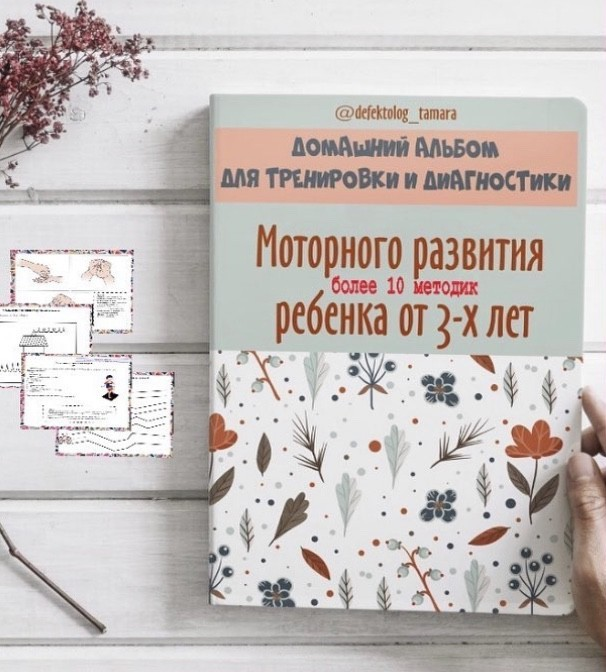 @defektolog_tamara
ДОМАШНИЙ АЛЬБОМ
ДЛЯ ТРЕНИРОВКИ И ДИАГНОСТИКИ
Моторного развития
более 10 методик
ребенка от 3-х лет